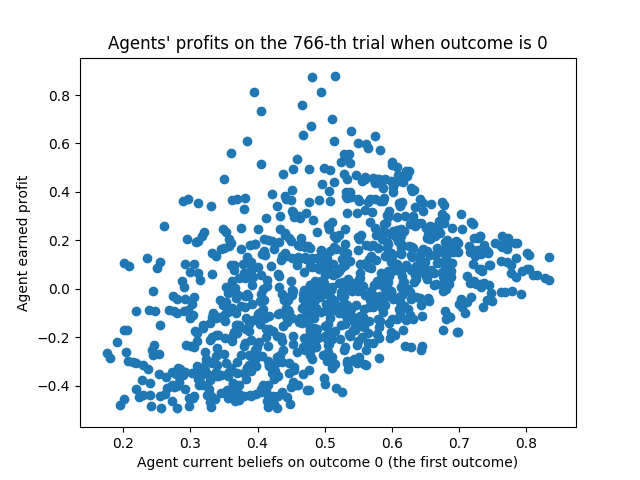 Agents' profits on the 766-th trial when outcome is 0
Agent earned profit
0.8
0.6
0.4
0.2
0.0
−0.2
−0.4
0.2 0.3 0.4 0.5 0.6 0.7 0.8
Agent current beliefs on outcome 0 (the first outcome)